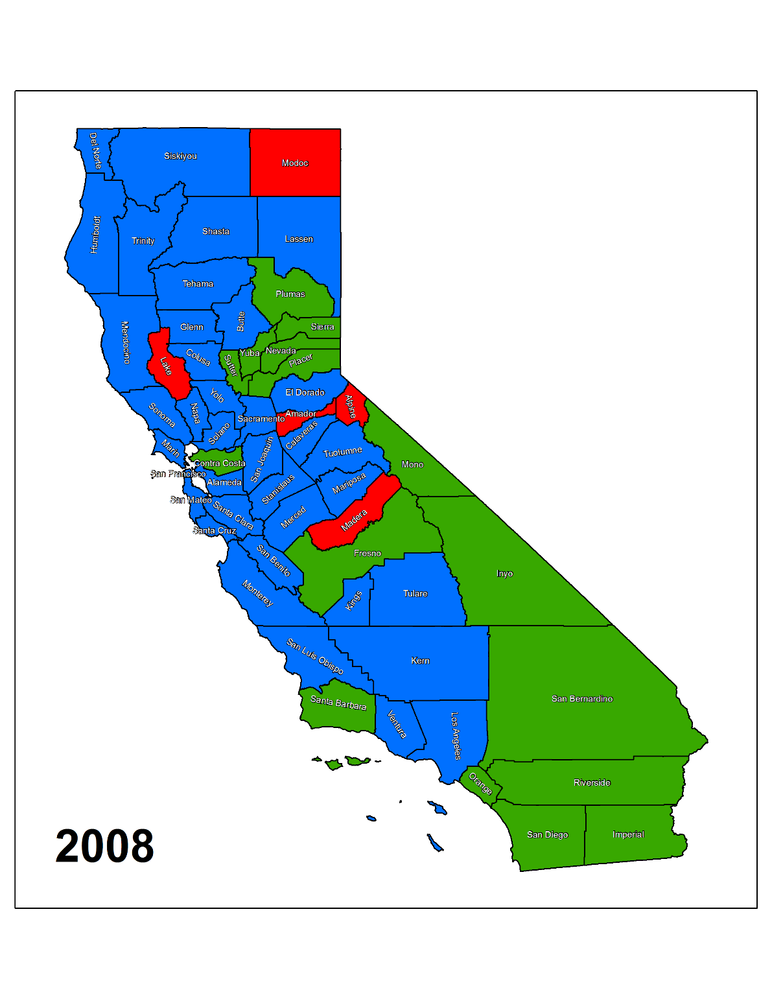 Del Norte
Siskiyou
Modoc
Humboldt
Trinity
Shasta
Lassen
Tehama
Plumas
Mendocino
Glenn
Butte
Sierra
Lake
Colusa
Sutter
Yuba
Nevada
Placer
Sonoma
Napa
Yolo
El Dorado
Sacramento
Amador
Alpine
Solano
Calaveras
Marin
Tuolumne
Contra Costa
San Joaquin
Mono
San Francisco
Alameda
Stanislaus
Mariposa
San Mateo
Santa Clara
Merced
Madera
Santa Cruz
Fresno
San Benito
Inyo
Monterey
Kings
Tulare
San Luis Obispo
Kern
Santa Barbara
San Bernardino
Ventura
Los Angeles
Orange
Riverside
San Diego
Imperial
2008